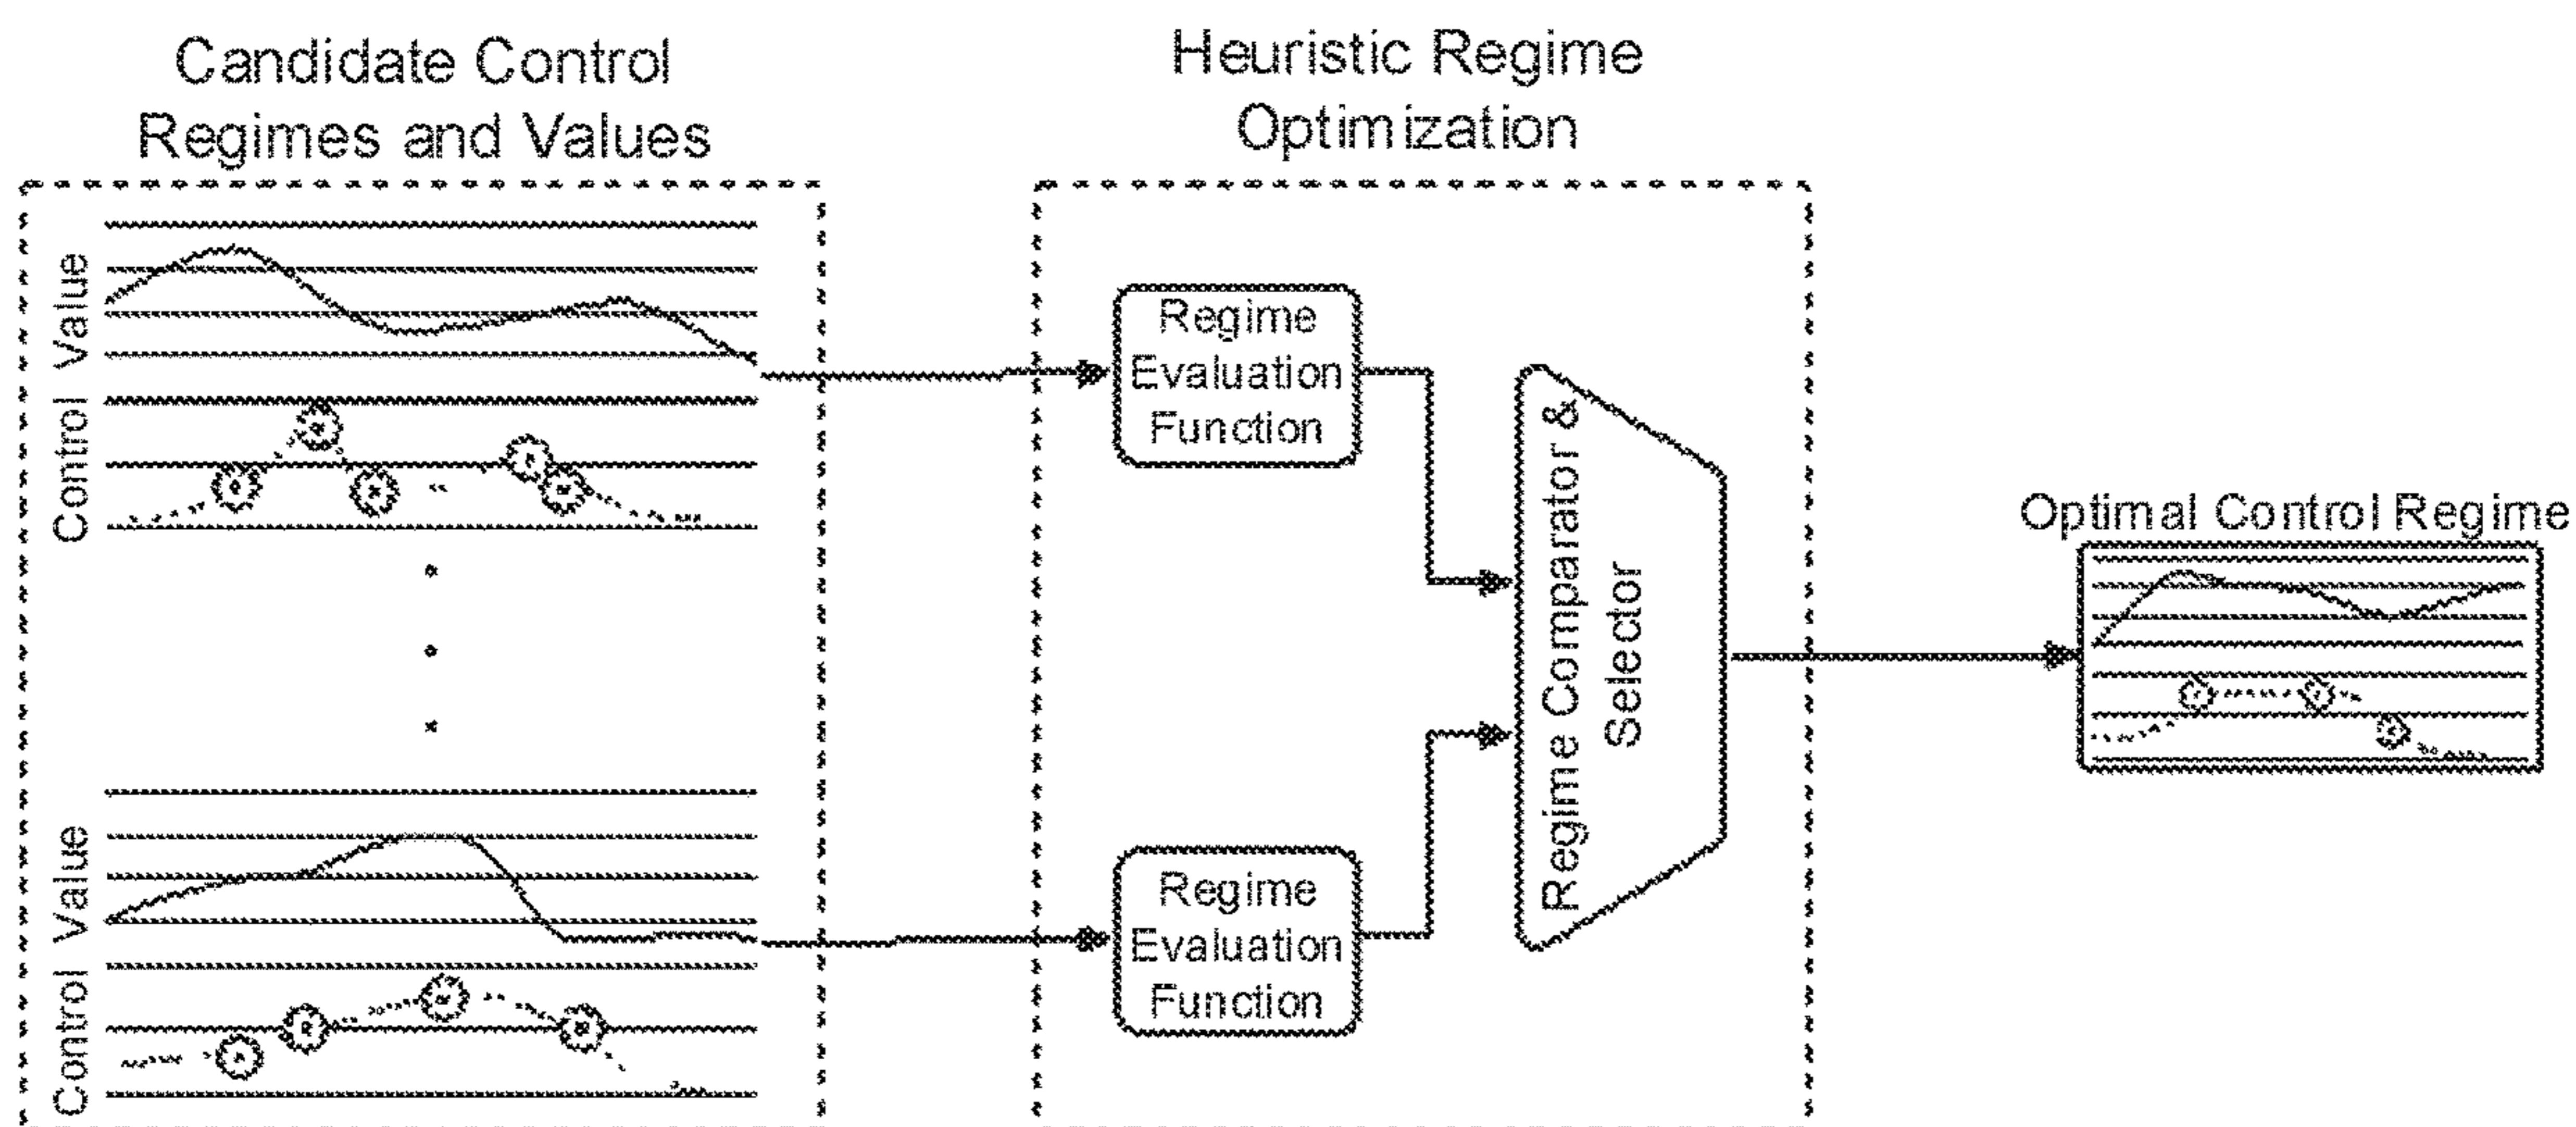 Candidate Control
Regimes and Values
Heuristic Regime
Optimization
Value
Control
Regime
Evaluation
Function
Regime Comparator &
Selector
Optimal Control Regime
Value
Control
Regime
Evaluation
Function